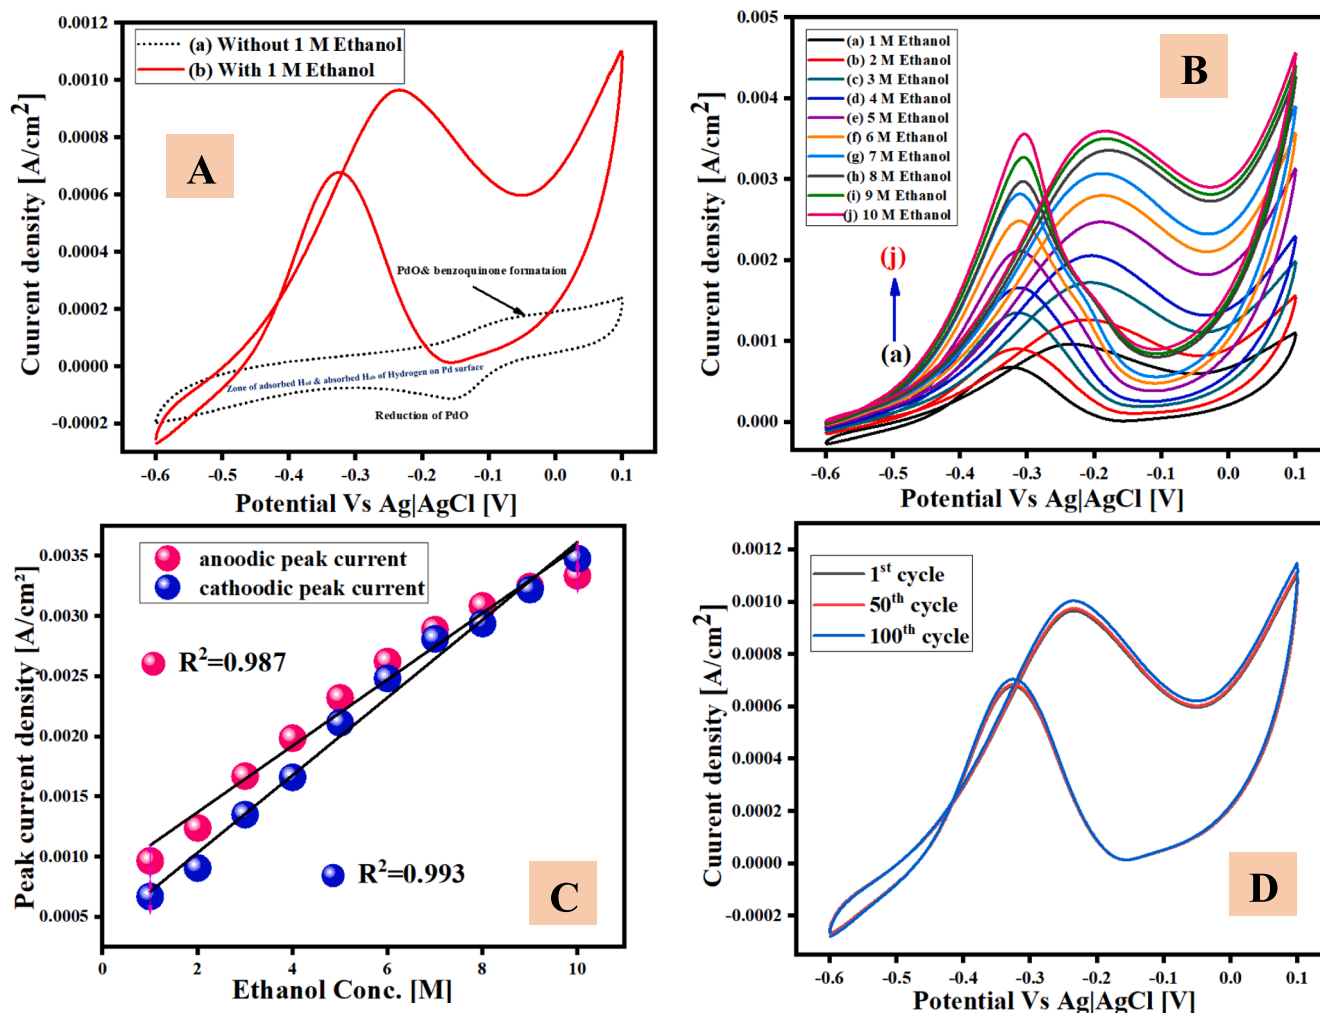 0.0012
0.0010
0.0008
0.0006
0.0004
0.0002
0.0000
-0.0002
Cuurent density [A/cm²]
(a) Without 1 M Ethanol
(b) With 1 M Ethanol
A
PdO& benzoquinone formataion
Zone of adsorbed H & absorbed H of Hydrogen on Pd surface
Reduction of PdO
-0.6 -0.5 -0.4 -0.3 -0.2 -0.1 0.0 0.1
Potential Vs Ag|AgCl [V]
0.005
0.004
0.003
0.002
0.001
0.000
Cuurent density [A/cm²]
(a) 1 M Ethanol
(b) 2 M Ethanol
(c) 3 M Ethanol
(d) 4 M Ethanol
(e) 5 M Ethanol
(f) 6 M Ethanol
(g) 7 M Ethanol
(h) 8 M Ethanol
(i) 9 M Ethanol
(j) 10 M Ethanol
B
(j)
(a)
-0.6 -0.5 -0.4 -0.3 -0.2 -0.1 0.0 0.1
Potential Vs Ag|AgCl [V]
0.0035
0.0030
0.0025
0.0020
0.0015
0.0010
0.0005
Peak current density [A/cm²]
anoodic peak current
cathoodic peak current
R²=0.987
R²=0.993
C
0 2 4 6 8 10
Ethanol Conc. [M]
0.0012
0.0010
0.0008
0.0006
0.0004
0.0002
0.0000
-0.0002
Cuurent density [A/cm²]
1st cycle
50th cycle
100th cycle
D
-0.6 -0.5 -0.4 -0.3 -0.2 -0.1 0.0 0.1
Potential Vs Ag|AgCl [V]